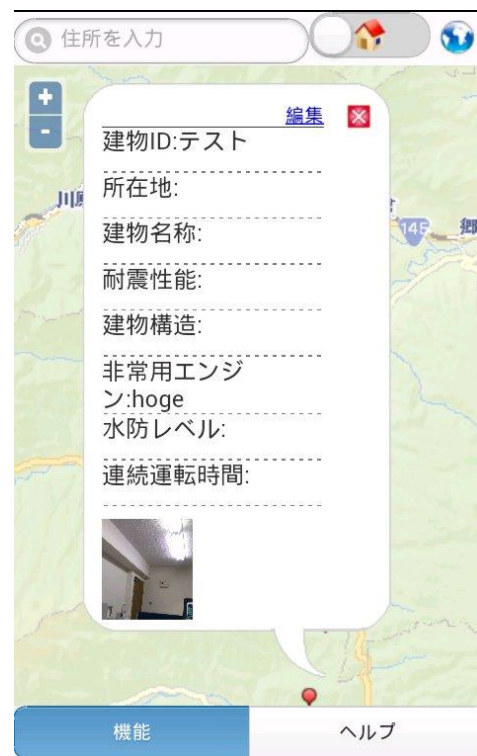 住所を入力
+
-
編集
建物ID:テスト
所在地:
建物名称:
耐震性能:
建物構造:
非常用エンジ
ン:hoge
水防レベル:
連続運転時間:
145
郷
機能
ヘルプ